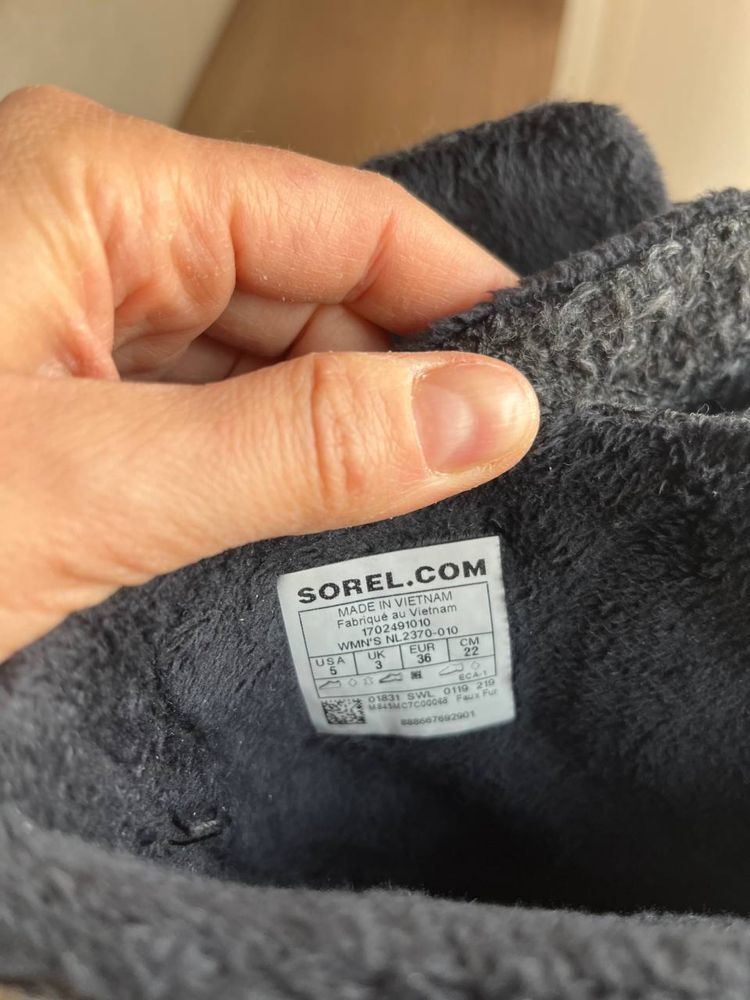 SOREL.COM
MADE IN VIETNAM
Fabriqué au Vietnam
1702491010
WMN'S NL2370-010
USA UK EUR CM
5 3 36 22
ECA-1
01831 SWL 0119 219
Faux Fur
888667692901